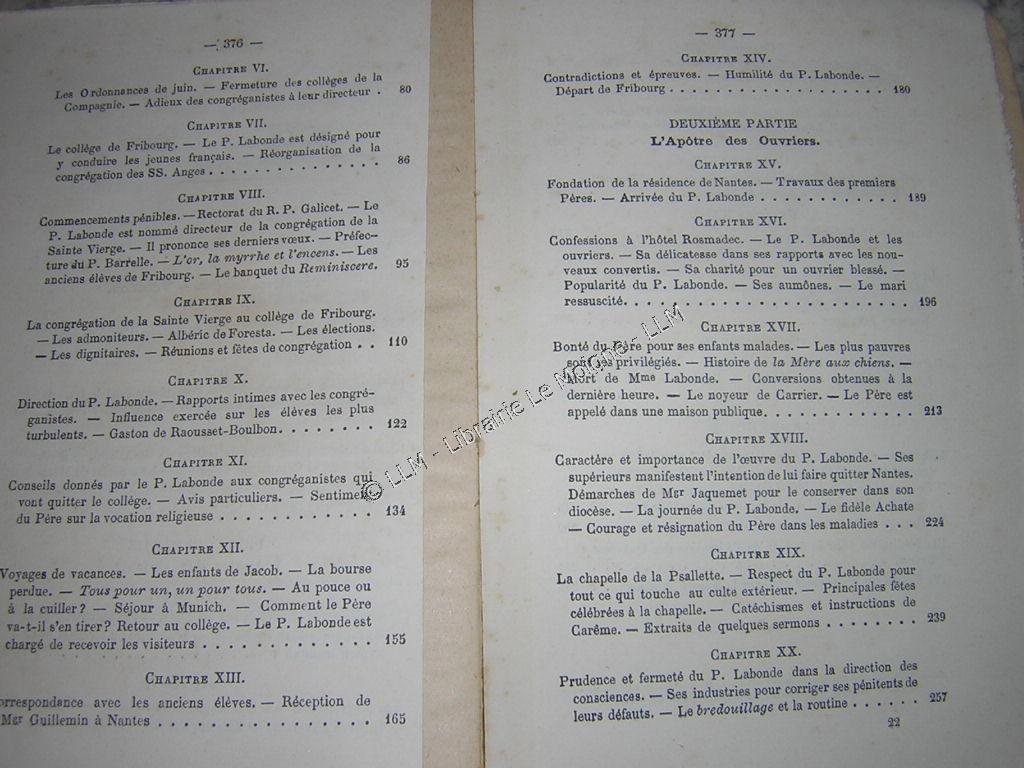 — 376 —
CHAPITRE VI.
Les Ordonnances de juin. — Fermeture des collèges de la
Compagnie. — Adieux des congréganistes à leur directeur . 80
CHAPITRE VII.
Le collège de Fribourg. — Le P. Labonde est désigné pour
y conduire les jeunes français. — Réorganisation de la
congrégation des SS. Anges . . . . . . . . . . . . . . 86
CHAPITRE VIII.
Commencements pénibles. — Rectorat du R. P. Galicet. — Le
P. Labonde est nommé directeur de la congrégation de la
Sainte Vierge. — Il prononce ses derniers vœux. — Préfec-
ture du P. Barrelle. — L'or, la myrrhe et l'encens. — Les
anciens élèves de Fribourg. — Le banquet du Reminiscere. 95
CHAPITRE IX.
La congrégation de la Sainte Vierge au collège de Fribourg.
— Les admoniteurs. — Albéric de Foresta. — Les élections.
— Les dignitaires. — Réunions et fêtes de congrégation . . 110
CHAPITRE X.
Direction du P. Labonde. — Rapports intimes avec les congré-
ganistes. — Influence exercée sur les élèves les plus
turbulents. — Gaston de Raousset-Boulbon. . . . . . . . 122
CHAPITRE XI.
Conseils donnés par le P. Labonde aux congréganistes qui
vont quitter le collège. — Avis particuliers. — Sentiment
du Père sur la vocation religieuse . . . . . . . . . . . . 134
CHAPITRE XII.
Voyages de vacances. — Les enfants de Jacob. — La bourse
perdue. — Tous pour un, un pour tous. — Au pouce ou
à la cuiller ? — Séjour à Munich. — Comment le Père
va-t-il s'en tirer ? Retour au collège. — Le P. Labonde est
chargé de recevoir les visiteurs . . . . . . . . . . . . . 155
CHAPITRE XIII.
orrespondance avec les anciens élèves. — Réception de
Mgr Guillemin à Nantes . . . . . . . . . . . . . . . . 165
— 377 —
CHAPITRE XIV.
Contradictions et épreuves. — Humilité du P. Labonde. —
Départ de Fribourg . . . . . . . . . . . . . . . . . . . 180
DEUXIÈME PARTIE
L'Apôtre des Ouvriers.
CHAPITRE XV.
Fondation de la résidence de Nantes. — Travaux des premiers
Pères. — Arrivée du P. Labonde . . . . . . . . . . . . . 189
CHAPITRE XVI.
Confessions à l'hôtel Rosmadec. — Le P. Labonde et les
ouvriers. — Sa délicatesse dans ses rapports avec les nou-
veaux convertis. — Sa charité pour un ouvrier blessé. —
Popularité du P. Labonde. — Ses aumônes. — Le mari
ressuscité. . . . . . . . . . . . . . . . . . . . . . . . . 196
CHAPITRE XVII.
Bonté du Père pour ses enfants malades. — Les plus pauvres
sont les privilégiés. — Histoire de la Mère aux chiens. —
Mort de Mme Labonde. — Conversions obtenues à la
dernière heure. — Le noyeur de Carrier. — Le Père est
appelé dans une maison publique. . . . . . . . . . . . . . 213
CHAPITRE XVIII.
Caractère et importance de l'œuvre du P. Labonde. — Ses
supérieurs manifestent l'intention de lui faire quitter Nantes.
Démarches de Mgr Jaquemet pour le conserver dans son
diocèse. — La journée du P. Labonde. — Le fidèle Achate
— Courage et résignation du Père dans les maladies . . . 224
CHAPITRE XIX.
La chapelle de la Psallette. — Respect du P. Labonde pour
tout ce qui touche au culte extérieur. — Principales fêtes
célébrées à la chapelle. — Catéchismes et instructions de
Carême. — Extraits de quelques sermons . . . . . . . . 239
CHAPITRE XX.
Prudence et fermeté du P. Labonde dans la direction des
consciences. — Ses industries pour corriger ses pénitents de
leurs défauts. — Le bredouillage et la routine . . . . . . 257
22
© LLM - Librairie Le Moigne - LLM